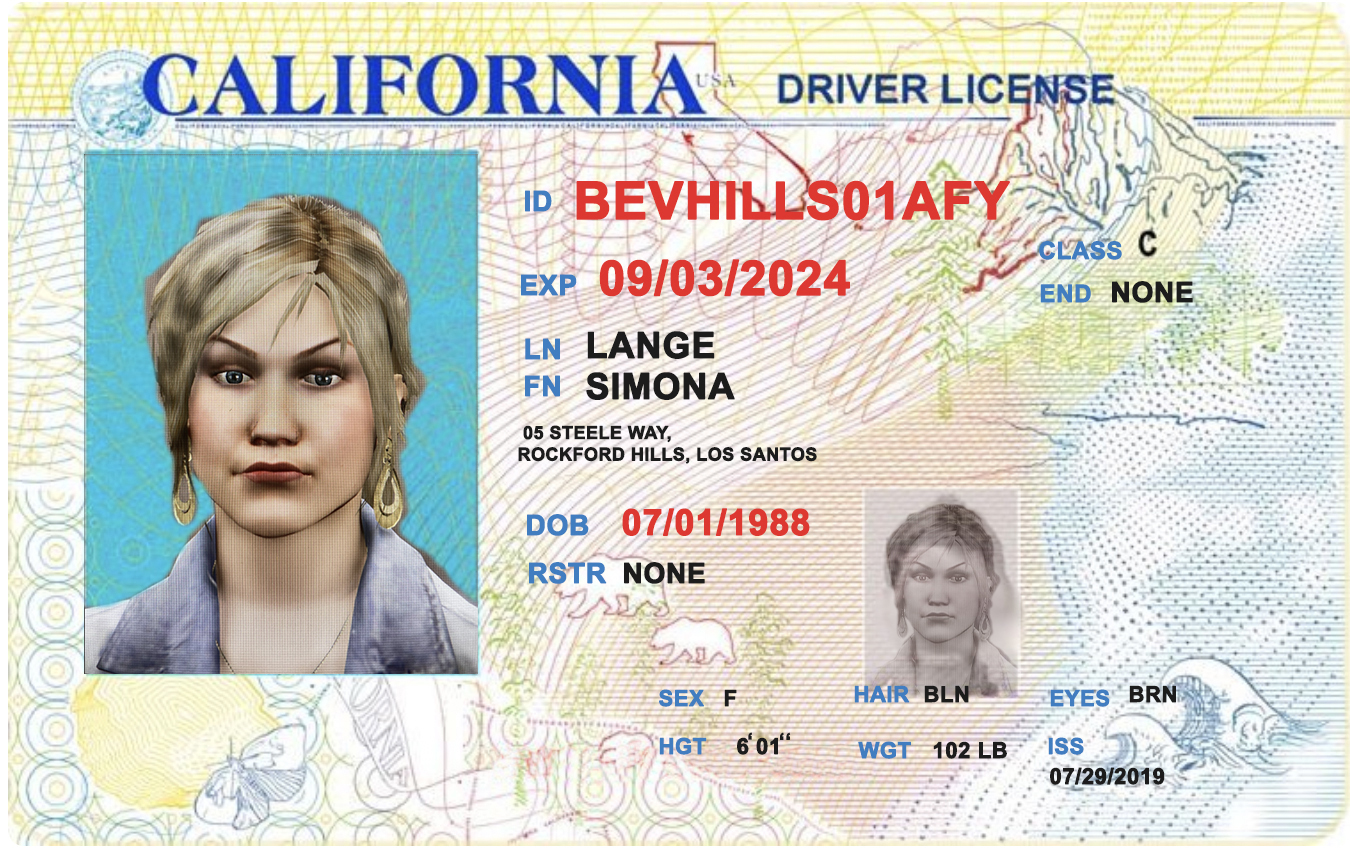 CALIFORNIA USA DRIVER LICENSE
ID BEVHILLS01AFY
CLASS C
EXP 09/03/2024
END NONE
LN LANGE
FN SIMONA
05 STEELE WAY,
ROCKFORD HILLS, LOS SANTOS
DOB 07/01/1988
RSTR NONE
SEX F HAIR BLN EYES BRN
HGT 6'01" WGT 102 LB ISS
07/29/2019